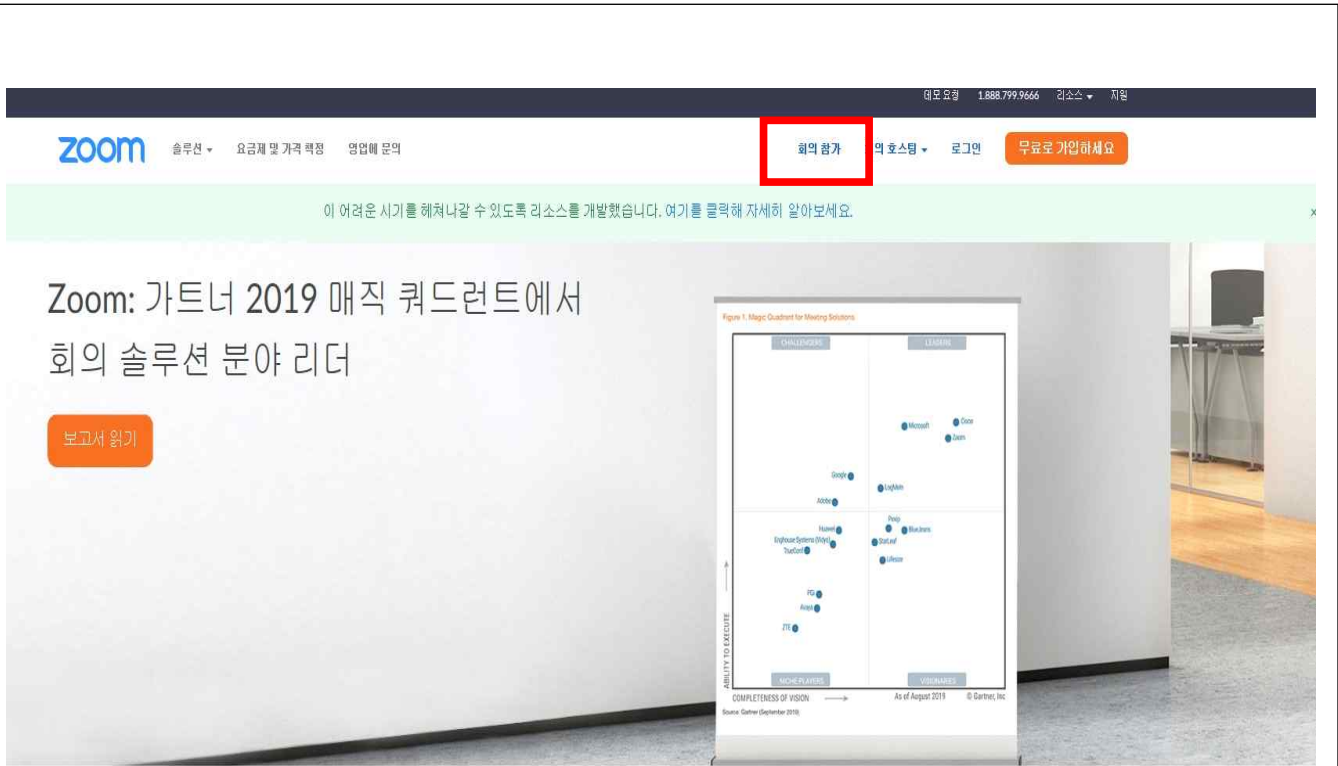 데모 요청 1.888.799.9666 리소스 지원
zoom 솔루션 요금제 및 가격 책정 영업에 문의 회의 참가 의 호스팅 로그인 무료로 가입하세요
이 어려운 시기를 헤쳐나갈 수 있도록 리소스를 개발했습니다. 여기를 클릭해 자세히 알아보세요. ×
Zoom: 가트너 2019 매직 쿼드런트에서
회의 솔루션 분야 리더
보고서 읽기
Figure 1. Magic Quadrant for Meeting Solutions
CHALLENGERS LEADERS
Microsoft Cisco
Zoom
Google
LogMeIn
Adobe
Pexip
Huawei BlueJeans
Enghouse Systems (Vidyo) StarLeaf
TrueConf
Lifesize
PGi
Avaya
ZTE
ABILITY TO EXECUTE
NICHE PLAYERS VISIONARIES
COMPLETENESS OF VISION As of August 2019 © Gartner, Inc
Source: Gartner (September 2019)